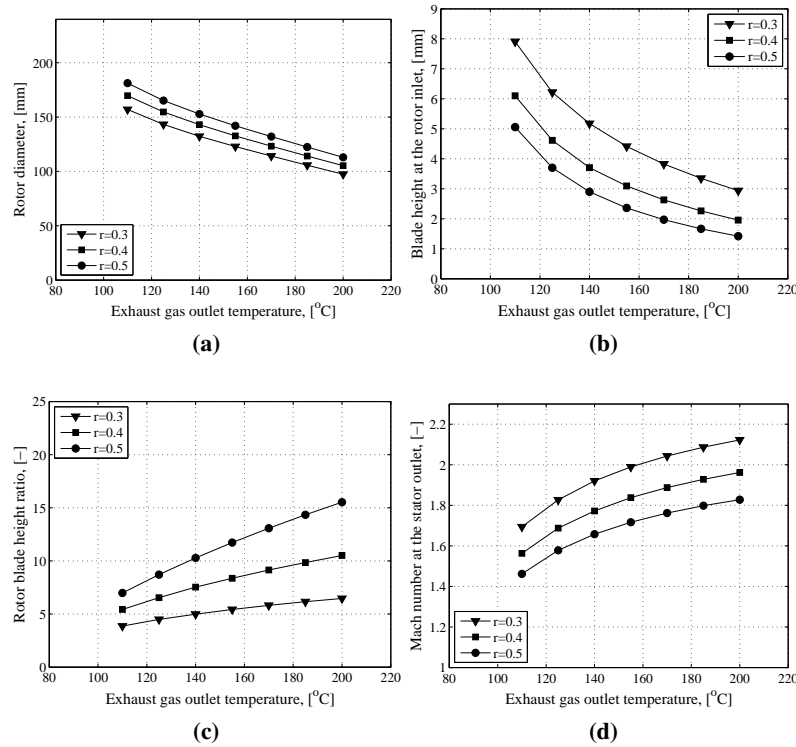 200
150
100
50
0
Rotor diameter, [mm]
r=0.3
r=0.4
r=0.5
80 100 120 140 160 180 200 220
Exhaust gas outlet temperature, [°C]
(a)
9
8
7
6
5
4
3
2
1
0
Blade height at the rotor inlet, [mm]
r=0.3
r=0.4
r=0.5
80 100 120 140 160 180 200 220
Exhaust gas outlet temperature, [°C]
(b)
25
20
15
10
5
0
Rotor blade height ratio, [−]
r=0.3
r=0.4
r=0.5
80 100 120 140 160 180 200 220
Exhaust gas outlet temperature, [°C]
(c)
2.2
2
1.8
1.6
1.4
1.2
1
Mach number at the stator outlet, [−]
r=0.3
r=0.4
r=0.5
80 100 120 140 160 180 200 220
Exhaust gas outlet temperature, [°C]
(d)